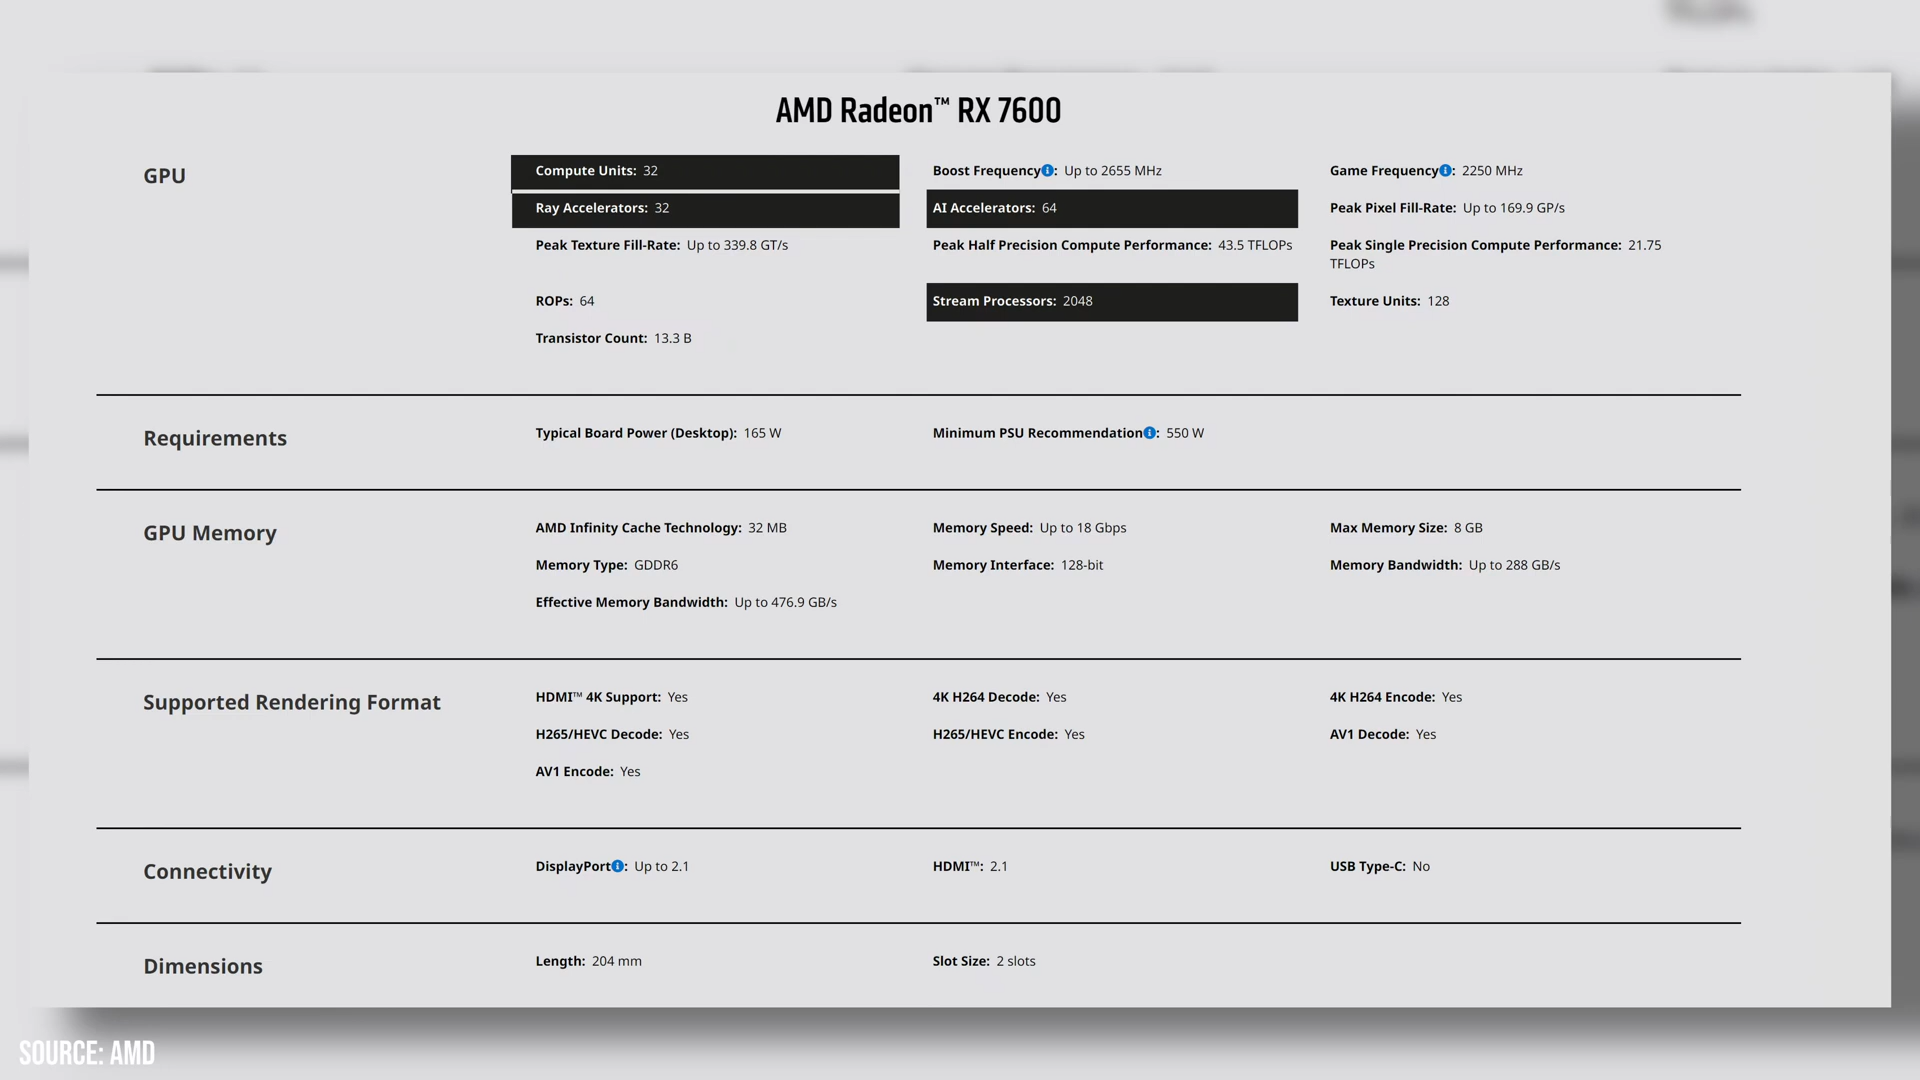 AMD Radeon™ RX 7600
GPU
Compute Units: 32
Boost Frequency: Up to 2655 MHz
Game Frequency: 2250 MHz
Ray Accelerators: 32
AI Accelerators: 64
Peak Pixel Fill-Rate: Up to 169.9 GP/s
Peak Texture Fill-Rate: Up to 339.8 GT/s
Peak Half Precision Compute Performance: 43.5 TFLOPs
Peak Single Precision Compute Performance: 21.75
TFLOPs
ROPs: 64
Stream Processors: 2048
Texture Units: 128
Transistor Count: 13.3 B
Requirements
Typical Board Power (Desktop): 165 W
Minimum PSU Recommendation: 550 W
GPU Memory
AMD Infinity Cache Technology: 32 MB
Memory Speed: Up to 18 Gbps
Max Memory Size: 8 GB
Memory Type: GDDR6
Memory Interface: 128-bit
Memory Bandwidth: Up to 288 GB/s
Effective Memory Bandwidth: Up to 476.9 GB/s
Supported Rendering Format
HDMI™ 4K Support: Yes
4K H264 Decode: Yes
4K H264 Encode: Yes
H265/HEVC Decode: Yes
H265/HEVC Encode: Yes
AV1 Decode: Yes
AV1 Encode: Yes
Connectivity
DisplayPort: Up to 2.1
HDMI™: 2.1
USB Type-C: No
Dimensions
Length: 204 mm
Slot Size: 2 slots
SOURCE: AMD